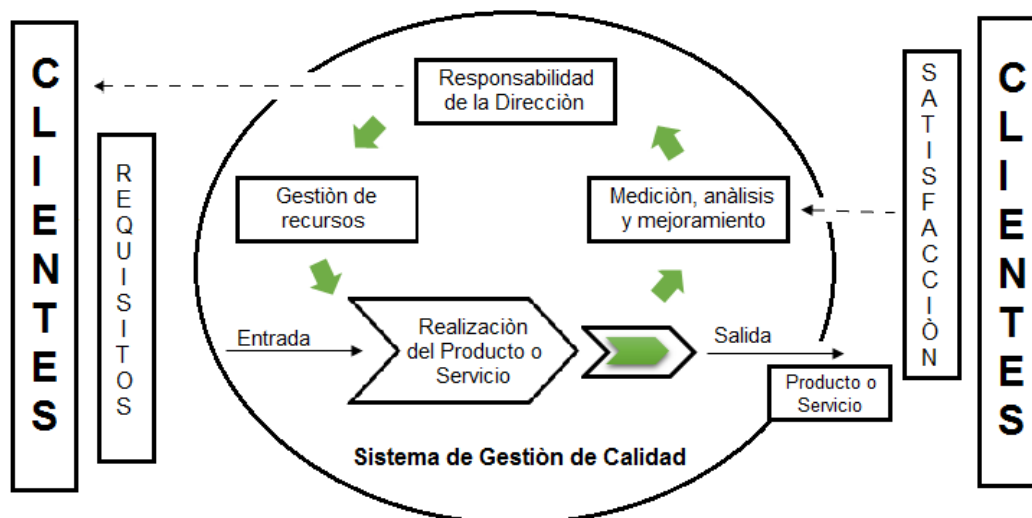 CLIENTES
REQUISITOS
Responsabilidad
de la Direcciòn
Gestiòn de
recursos
Mediciòn, anàlisis
y mejoramiento
Entrada
Realizaciòn
del Producto o
Servicio
Salida
Producto o
Servicio
Sistema de Gestiòn de Calidad
SATISFACCIÒN
CLIENTES